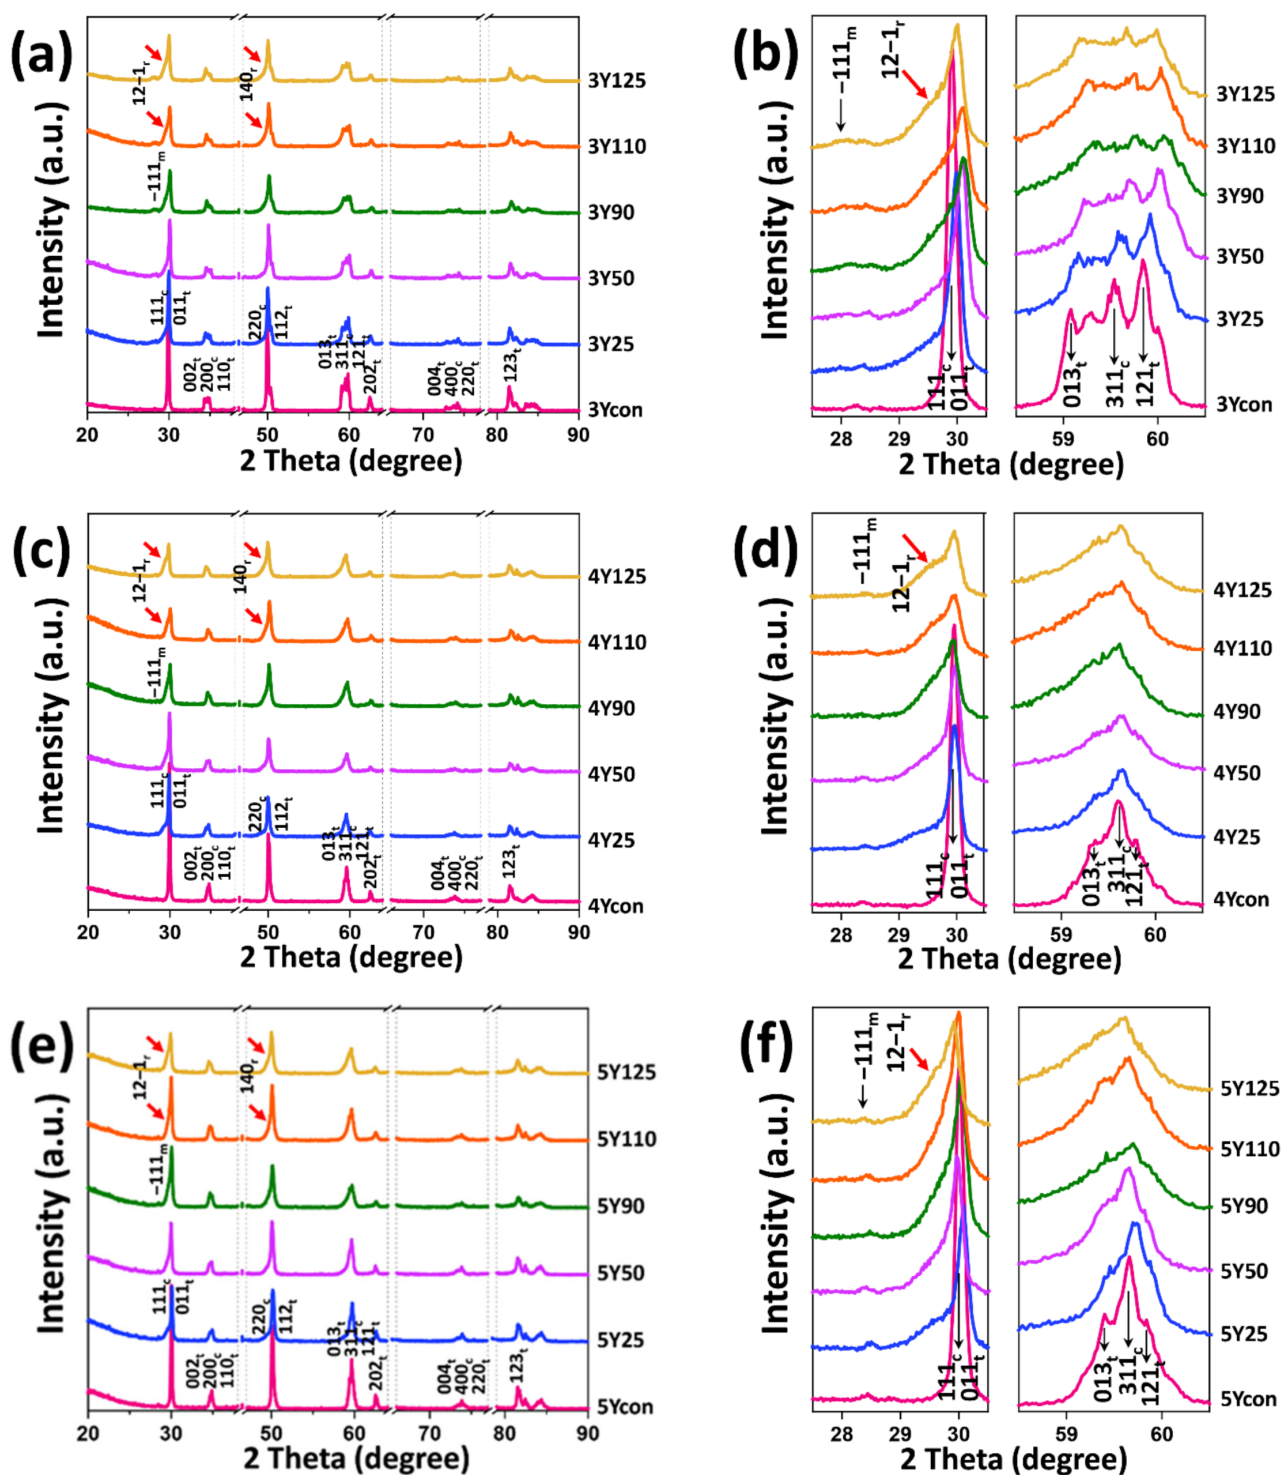 (a)
Intensity (a.u.)
12−1r
140r
−111m
111c
011t
002t
200c
110t
220c
112t
013t
311c
121t
202t
004t
400c
220t
123t
3Y125
3Y110
3Y90
3Y50
3Y25
3Ycon
20 30 50 60 70 80 90
2 Theta (degree)
(b)
Intensity (a.u.)
−111m
12−1r
111c
011t
013t
311c
121t
3Y125
3Y110
3Y90
3Y50
3Y25
3Ycon
28 29 30 59 60
2 Theta (degree)
(c)
Intensity (a.u.)
12−1r
140r
−111m
111c
011t
002t
200c
110t
220c
112t
013t
311c
121t
202t
004t
400c
220t
123t
4Y125
4Y110
4Y90
4Y50
4Y25
4Ycon
20 30 50 60 70 80 90
2 Theta (degree)
(d)
Intensity (a.u.)
−111m
12−1r
111c
011t
013t
311c
121t
4Y125
4Y110
4Y90
4Y50
4Y25
4Ycon
28 29 30 59 60
2 Theta (degree)
(e)
Intensity (a.u.)
12−1r
140r
−111m
111c
011t
002t
200c
110t
220c
112t
013t
311c
121t
202t
004t
400c
220t
123t
5Y125
5Y110
5Y90
5Y50
5Y25
5Ycon
20 30 50 60 70 80 90
2 Theta (degree)
(f)
Intensity (a.u.)
−111m
12−1r
111c
011t
013t
311c
121t
5Y125
5Y110
5Y90
5Y50
5Y25
5Ycon
28 29 30 59 60
2 Theta (degree)